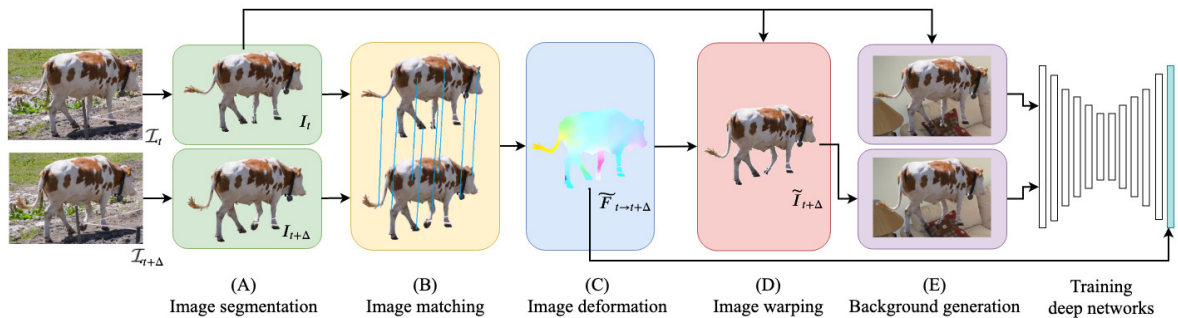 𝓘ₜ
Iₜ
𝓘ₜ₊Δ
Iₜ₊Δ
F̃ ₜ→ₜ₊Δ
Ĩₜ₊Δ
(A)
Image segmentation
(B)
Image matching
(C)
Image deformation
(D)
Image warping
(E)
Background generation
Training
deep networks